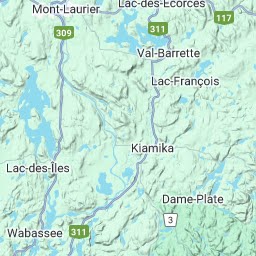 Lac-des-Écorces
Mont-Laurier
311
117
309
Val-Barrette
Lac-François
Kiamika
Lac-des-Îles
Dame-Plate
3
Wabassee
311